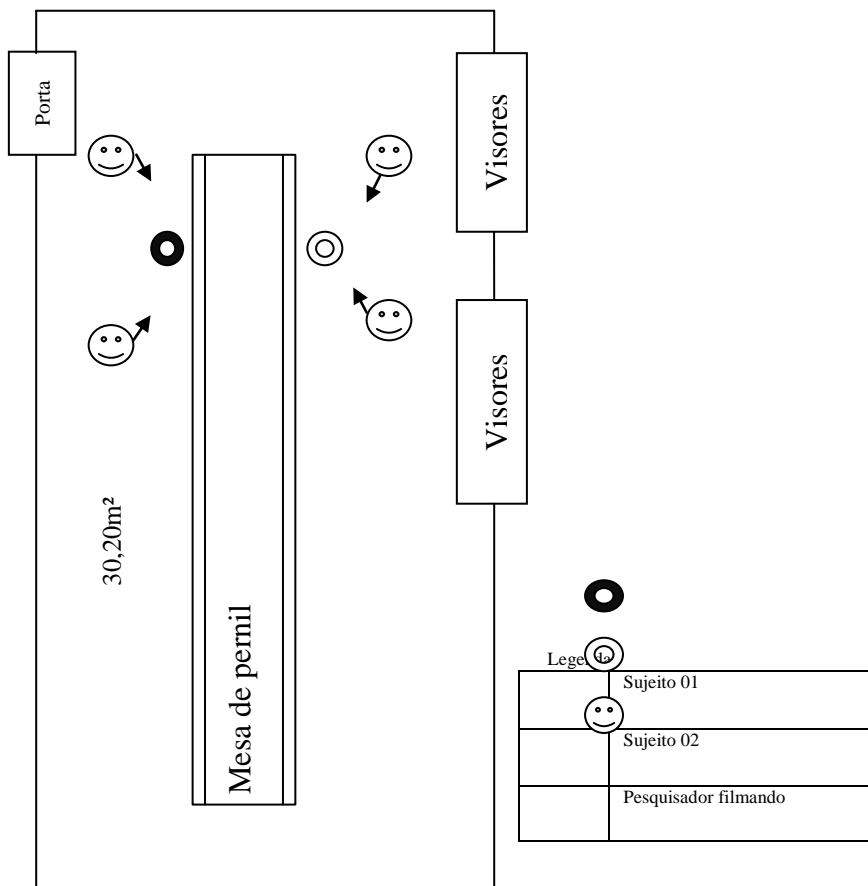 Porta
Visores
Visores
30,20m²
Mesa de pernil
Legenda
Sujeito 01
Sujeito 02
Pesquisador filmando